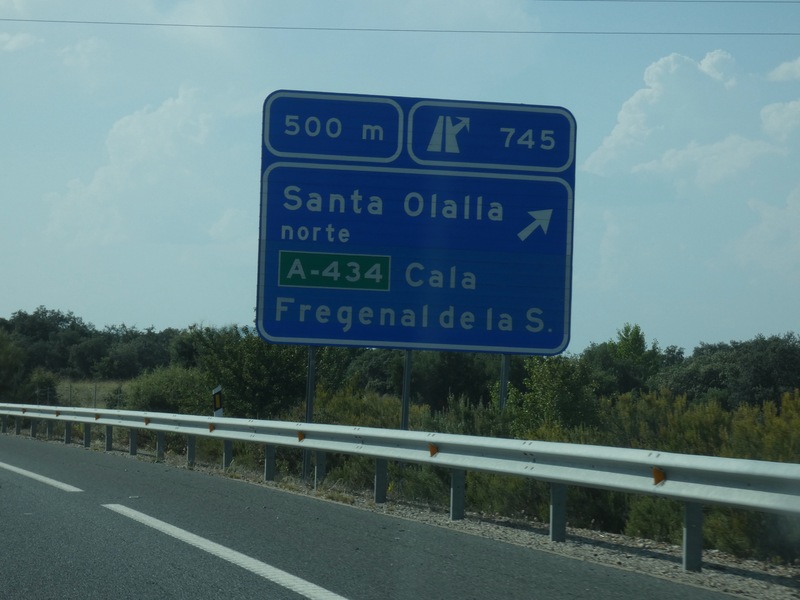 500 m 745
Santa Olalla
norte
A-434 Cala
Fregenal de la S.